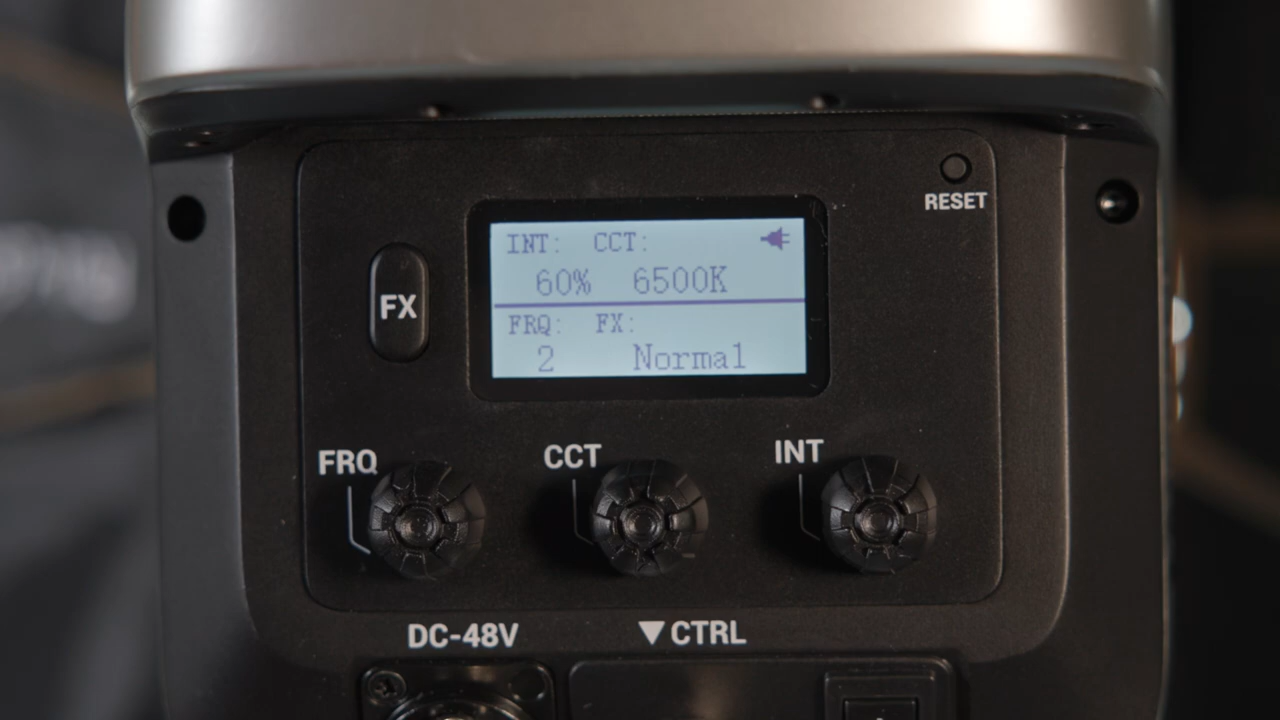 RESET
INT: CCT:
60% 6500K
FX
FRQ: FX:
2 Normal
FRQ
CCT
INT
DC-48V
▼CTRL